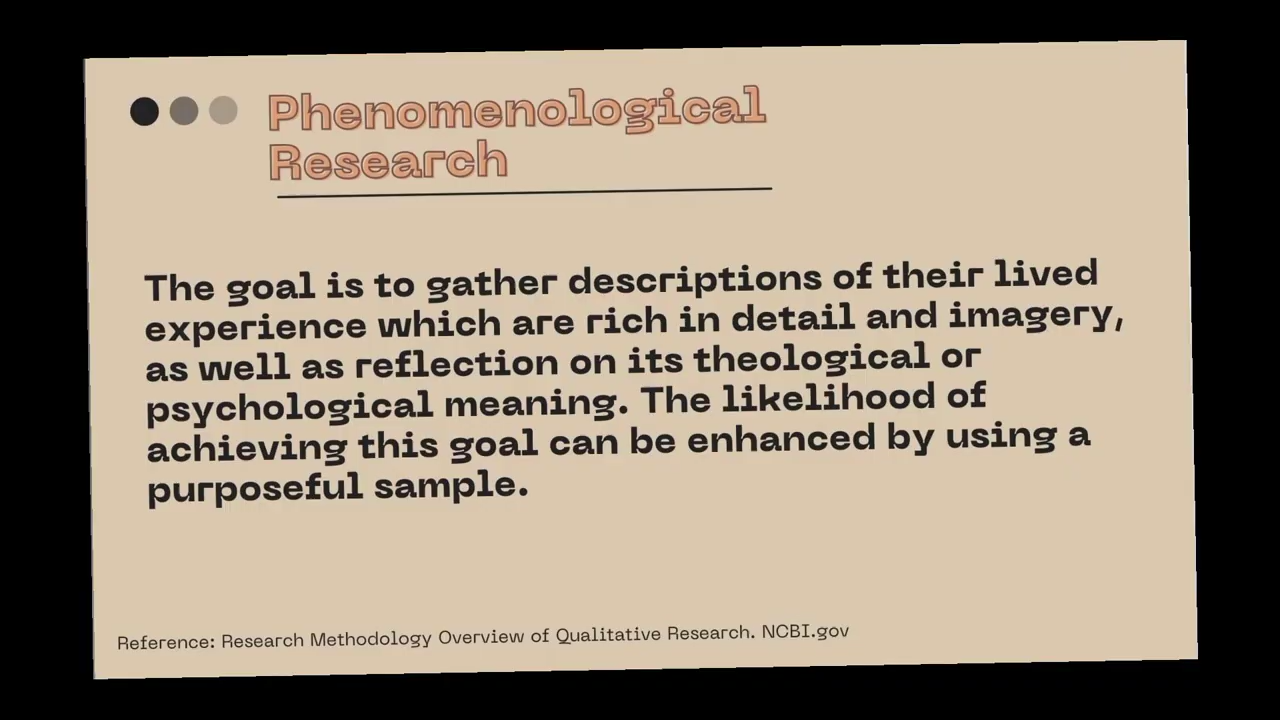 Phenomenological
Research
The goal is to gather descriptions of their lived
experience which are rich in detail and imagery,
as well as reflection on its theological or
psychological meaning. The likelihood of
achieving this goal can be enhanced by using a
purposeful sample.
Reference: Research Methodology Overview of Qualitative Research. NCBI.gov